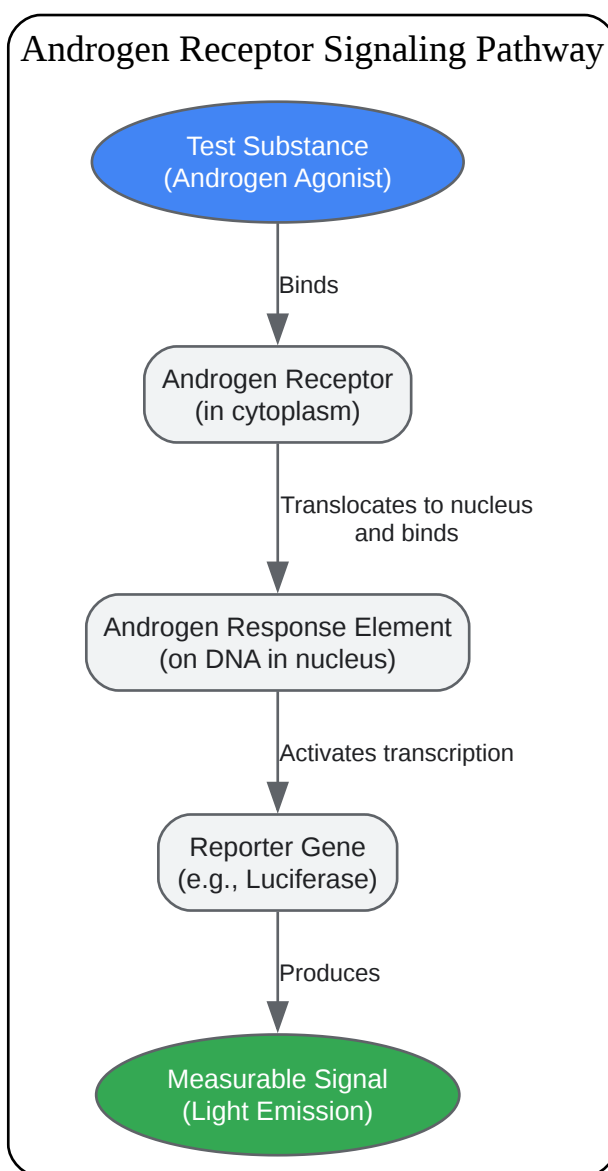 Androgen Receptor Signaling Pathway
Test Substance
(Androgen Agonist)
Binds
Androgen Receptor
(in cytoplasm)
Translocates to nucleus
and binds
Androgen Response Element
(on DNA in nucleus)
Activates transcription
Reporter Gene
(e.g., Luciferase)
Produces
Measurable Signal
(Light Emission)